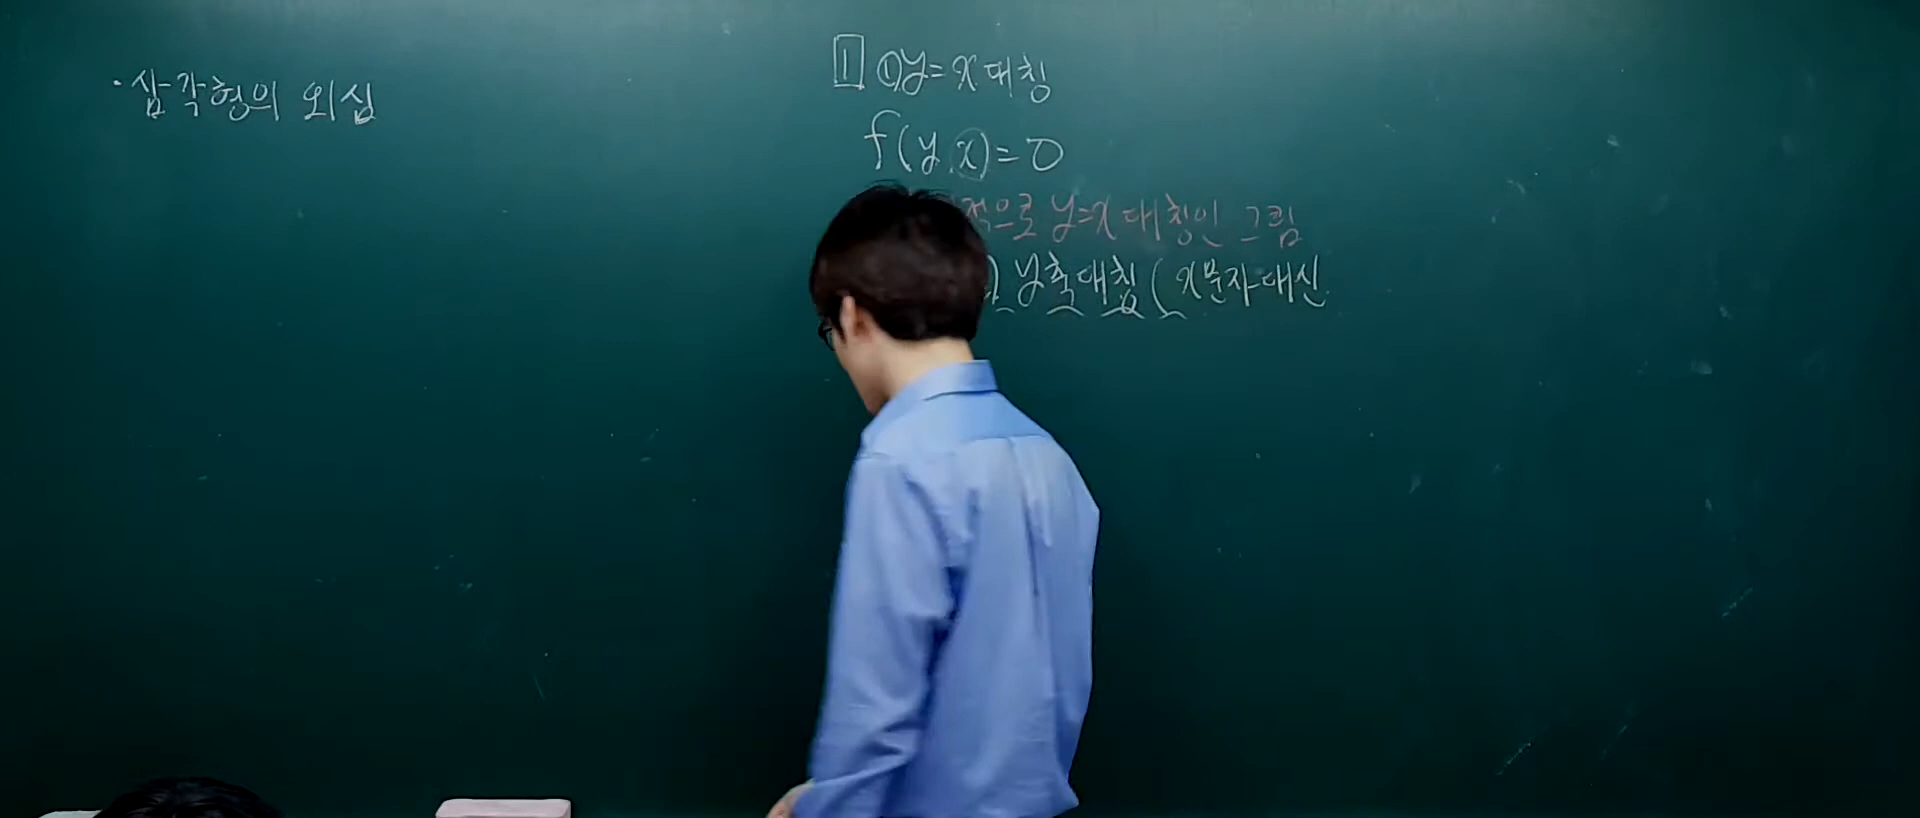 ·삼각형의 외심
1 ① y=x 대칭
f(y,x)=0
적으로 y=x 대칭인 그림
y축대칭 ( x문자 대신